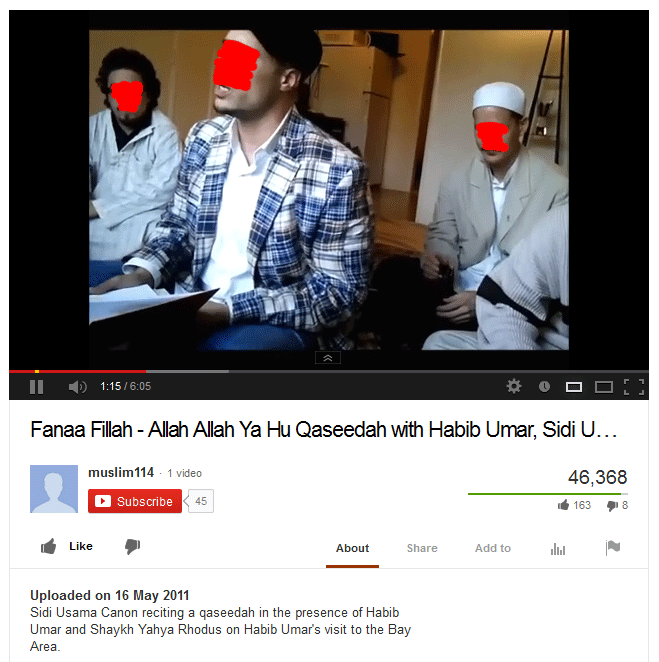 1:15 / 6:05
Fanaa Fillah - Allah Allah Ya Hu Qaseedah with Habib Umar, Sidi U...
muslim114 · 1 video
Subscribe 45
46,368
163 8
Like
About Share Add to
Uploaded on 16 May 2011
Sidi Usama Canon reciting a qaseedah in the presence of Habib
Umar and Shaykh Yahya Rhodus on Habib Umar's visit to the Bay
Area.